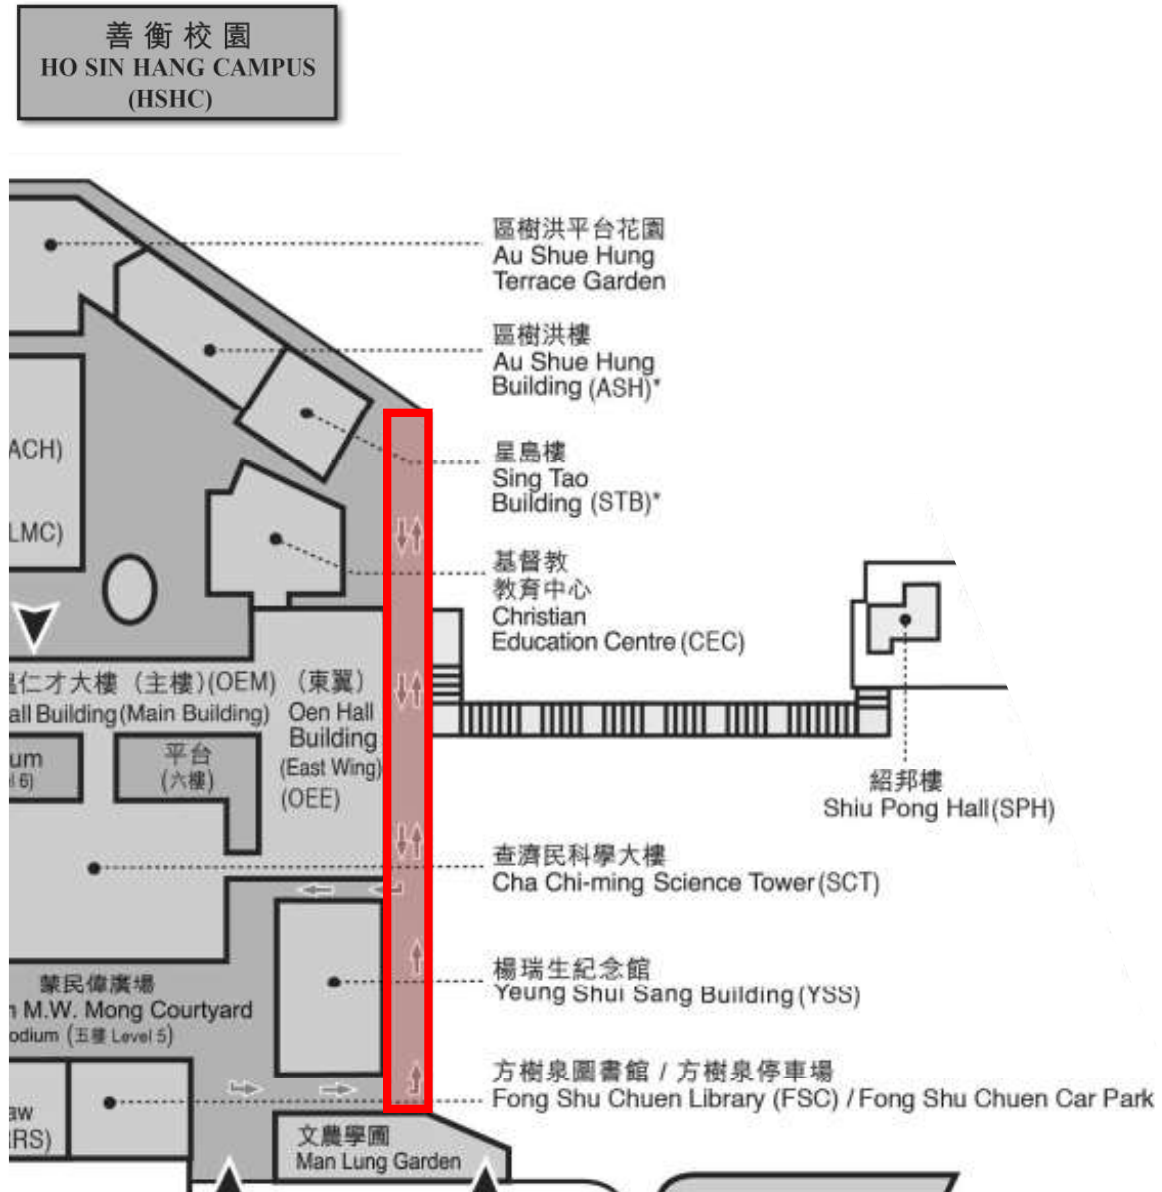 善衡校園
HO SIN HANG CAMPUS
(HSHC)
區樹洪平台花園
Au Shue Hung
Terrace Garden
區樹洪樓
Au Shue Hung
Building (ASH)*
ACH)
星島樓
Sing Tao
Building (STB)*
LMC)
基督教
教育中心
Christian
Education Centre (CEC)
仁才大樓（主樓）(OEM)
all Building (Main Building)
（東翼）
Oen Hall
Building
(East Wing)
(OEE)
um
6)
平台
(六樓)
紹邦樓
Shiu Pong Hall (SPH)
查濟民科學大樓
Cha Chi-ming Science Tower (SCT)
蒙民偉廣場
M.W. Mong Courtyard
odium (五樓 Level 5)
楊瑞生紀念館
Yeung Shui Sang Building (YSS)
方樹泉圖書館 / 方樹泉停車場
Fong Shu Chuen Library (FSC) / Fong Shu Chuen Car Park
aw
RRS)
文農學圃
Man Lung Garden